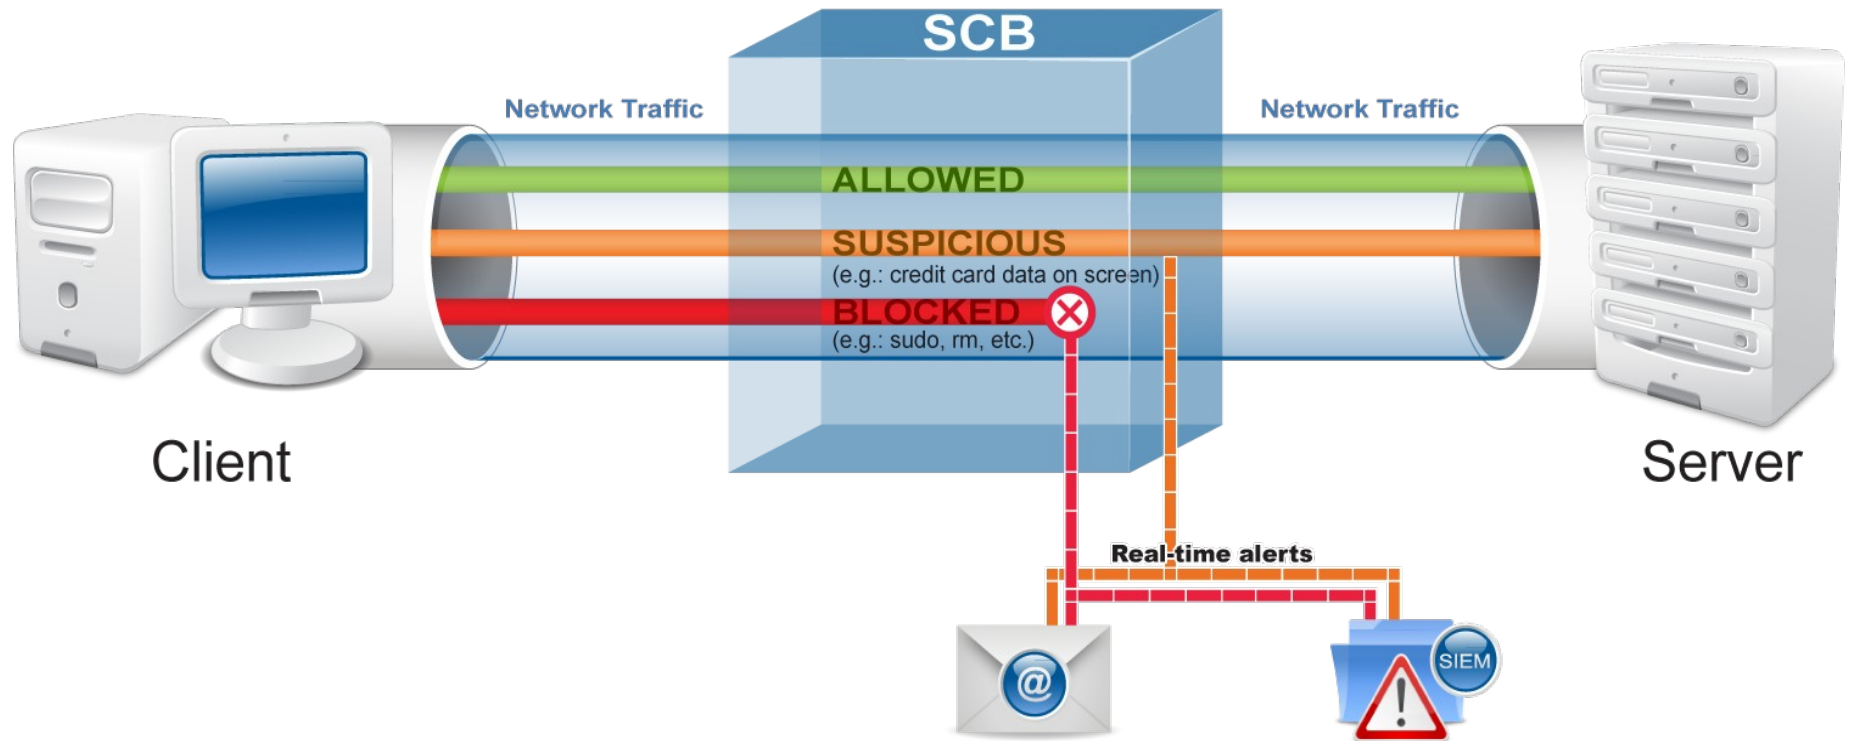 SCB
Network Traffic
Network Traffic
ALLOWED
SUSPICIOUS
(e.g.: credit card data on screen)
BLOCKED
(e.g.: sudo, rm, etc.)
Client
Server
Real-time alerts
@
SIEM
!